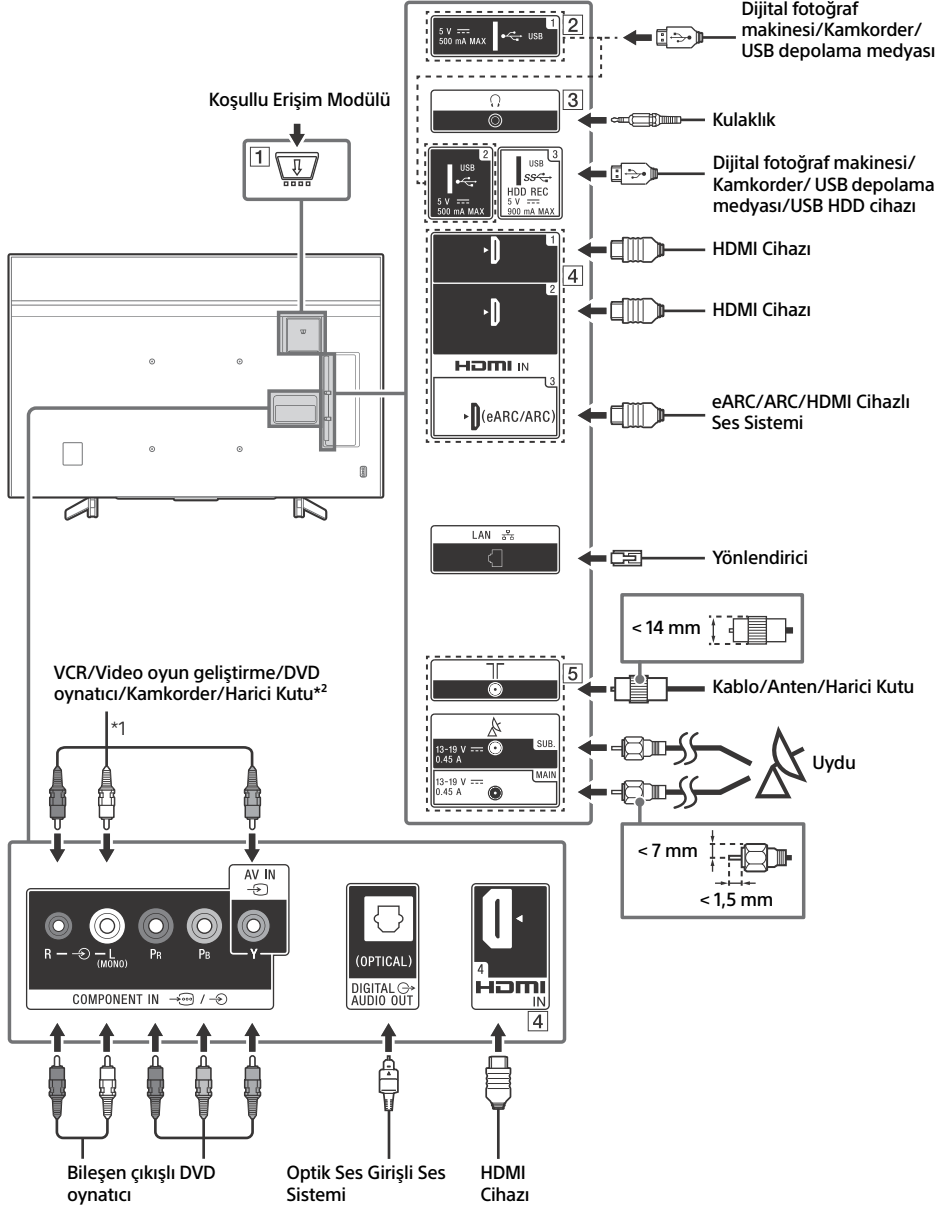 Dijital fotoğraf
makinesi/Kamkorder/
USB depolama medyası
5 V
500 mA MAX
USB
1
2
Koşullu Erişim Modülü
1
3
Kulaklık
2
USB
5 V
500 mA MAX
3
USB
SS
HDD REC
5 V
900 mA MAX
Dijital fotoğraf makinesi/
Kamkorder/ USB depolama
medyası/USB HDD cihazı
1
HDMI Cihazı
4
2
HDMI Cihazı
HDMI IN
3
(eARC/ARC)
eARC/ARC/HDMI Cihazlı
Ses Sistemi
LAN
Yönlendirici
< 14 mm
5
Kablo/Anten/Harici Kutu
13-19 V
0.45 A
SUB.
13-19 V
0.45 A
MAIN
Uydu
< 7 mm
< 1,5 mm
VCR/Video oyun geliştirme/DVD
oynatıcı/Kamkorder/Harici Kutu*2
*1
AV IN
R — L
(MONO)
PR
PB
Y
COMPONENT IN /
(OPTICAL)
DIGITAL
AUDIO OUT
4
HDMI
IN
4
Bileşen çıkışlı DVD
oynatıcı
Optik Ses Girişli Ses
Sistemi
HDMI
Cihazı